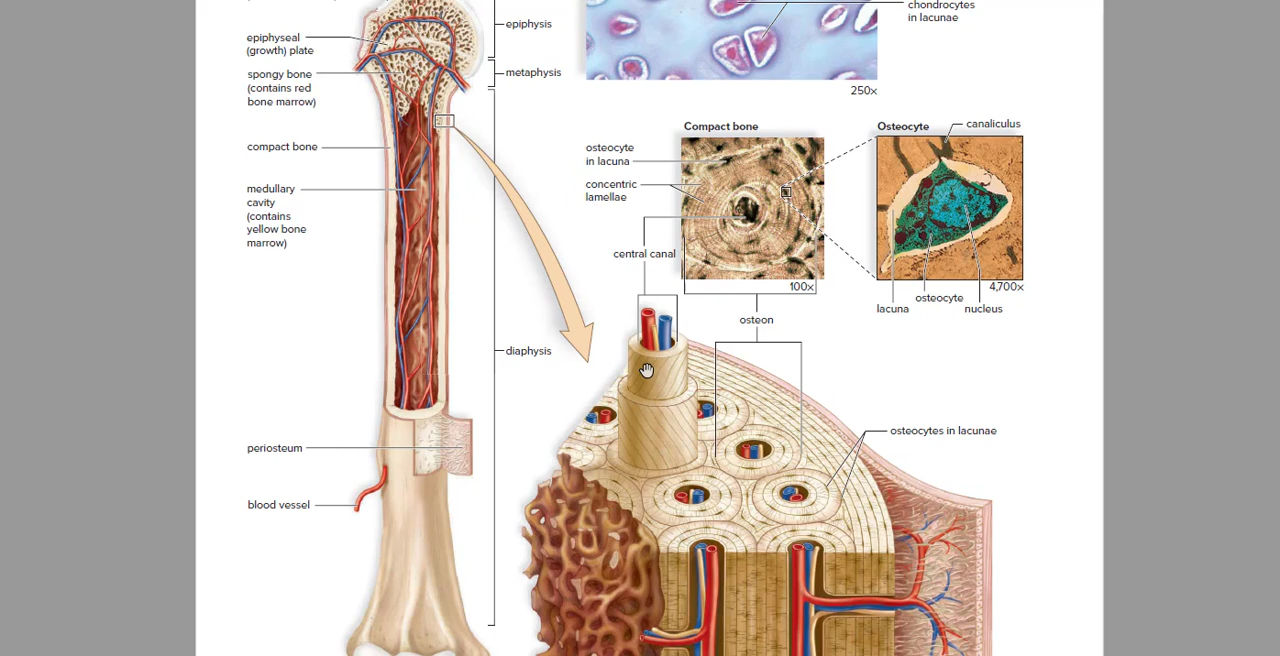 epiphysis
epiphyseal
(growth) plate
metaphysis
spongy bone
(contains red
bone marrow)
compact bone
medullary
cavity
(contains
yellow bone
marrow)
diaphysis
periosteum
blood vessel
chondrocytes
in lacunae
250x
Compact bone
osteocyte
in lacuna
concentric
lamellae
central canal
100x
osteon
Osteocyte
canaliculus
4,700x
osteocyte
lacuna
nucleus
osteocytes in lacunae